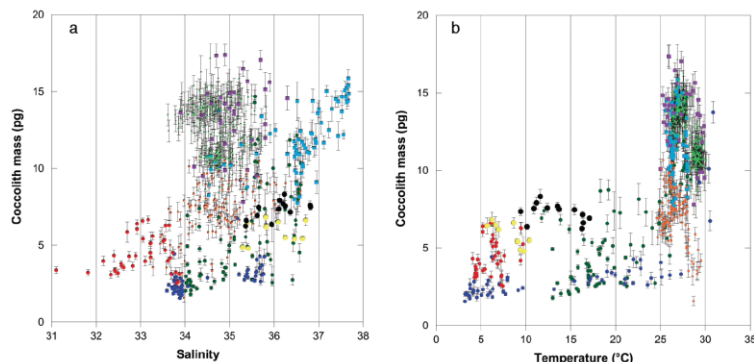 a
b
Coccolith mass (pg)
20
15
10
5
0
31 32 33 34 35 36 37 38
Salinity
Coccolith mass (pg)
20
15
10
5
0
0 5 10 15 20 25 30 35
Temperature (°C)